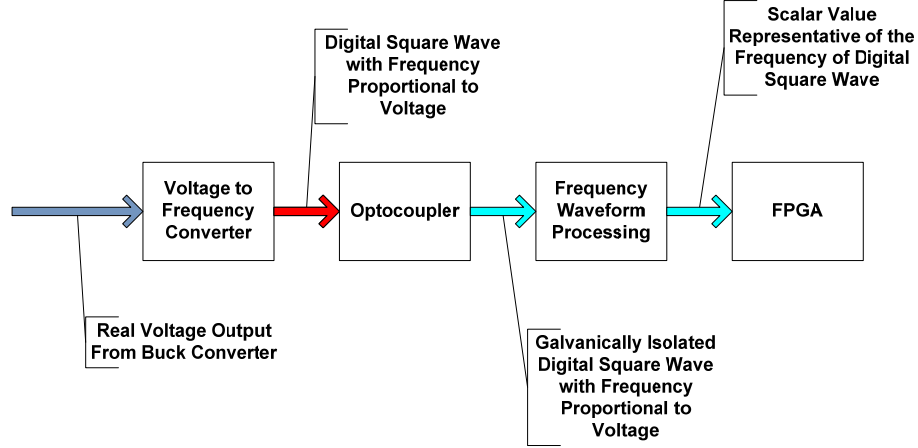 Digital Square Wave
with Frequency
Proportional to
Voltage
Scalar Value
Representative of the
Frequency of Digital
Square Wave
Voltage to
Frequency
Converter
Optocoupler
Frequency
Waveform
Processing
FPGA
Real Voltage Output
From Buck Converter
Galvanically Isolated
Digital Square Wave
with Frequency
Proportional to
Voltage